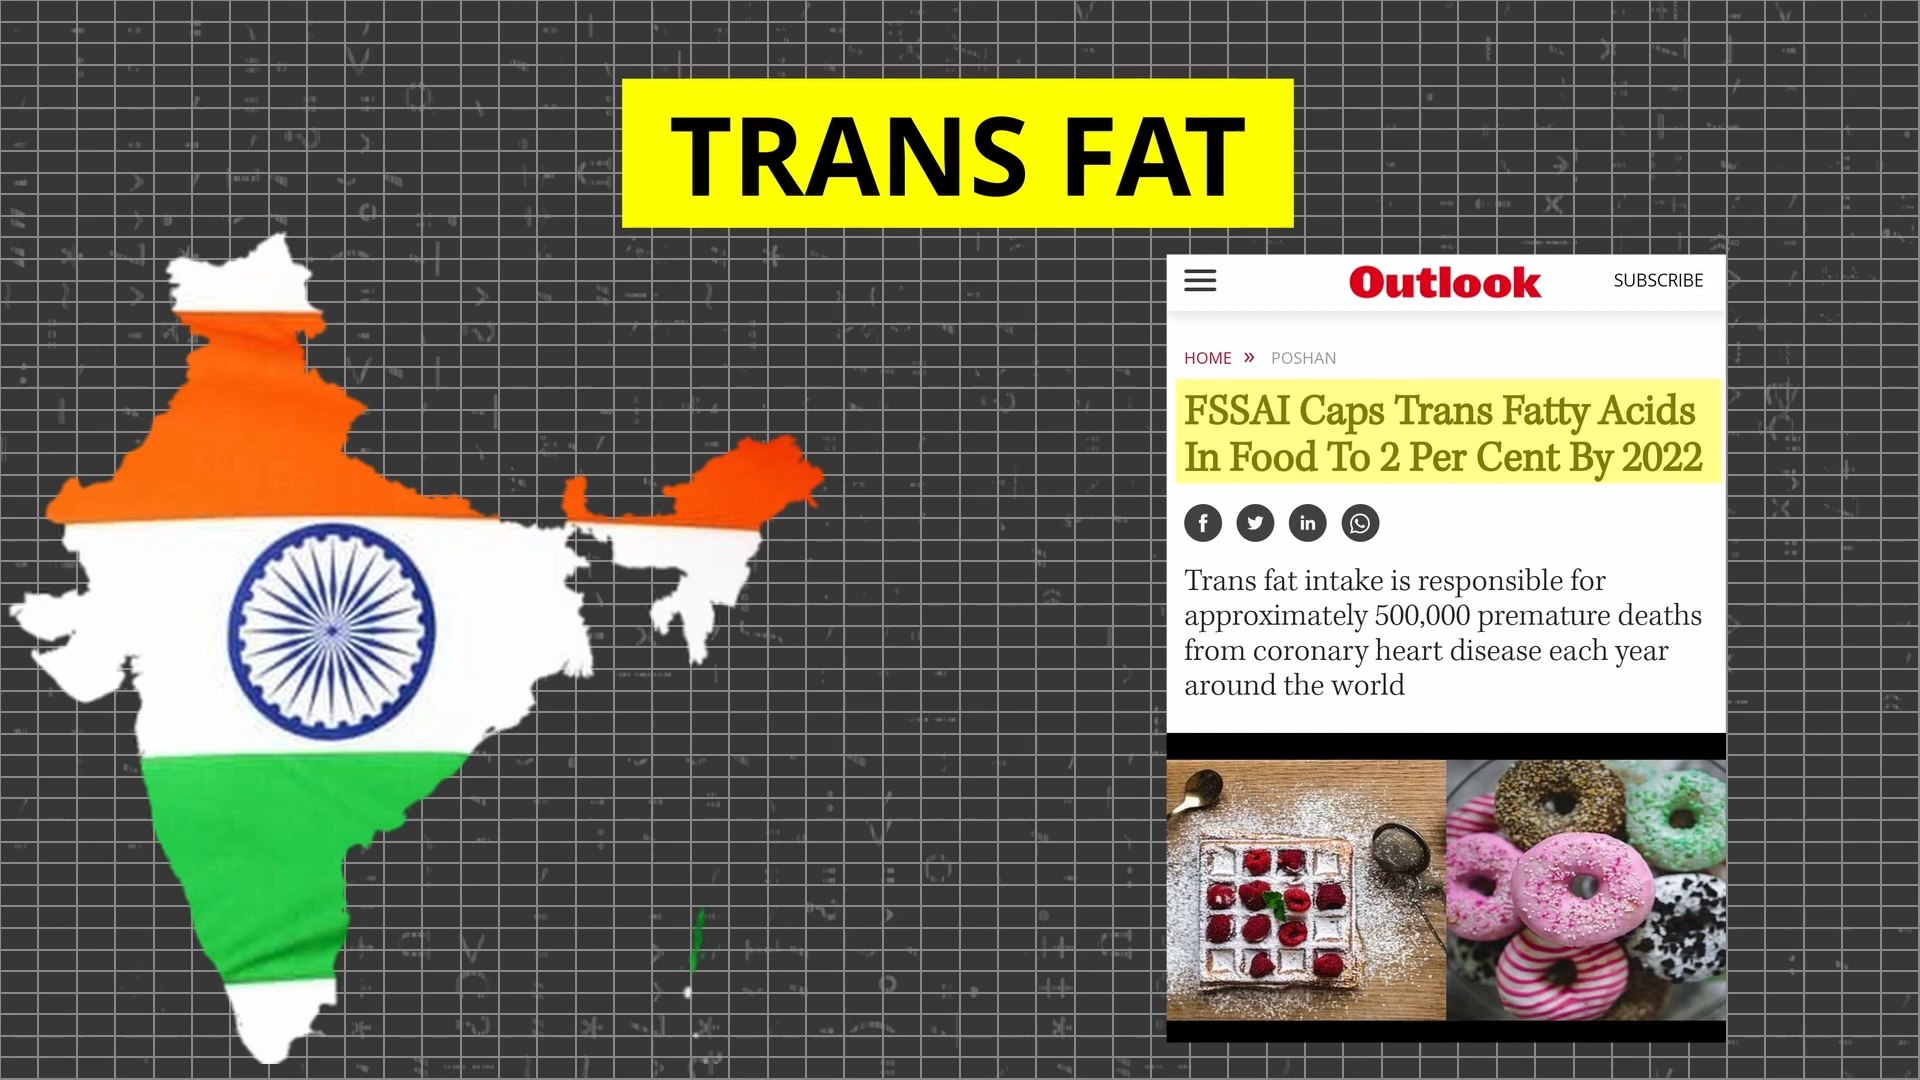 TRANS FAT
Outlook
SUBSCRIBE
HOME » POSHAN
FSSAI Caps Trans Fatty Acids
In Food To 2 Per Cent By 2022
Trans fat intake is responsible for
approximately 500,000 premature deaths
from coronary heart disease each year
around the world